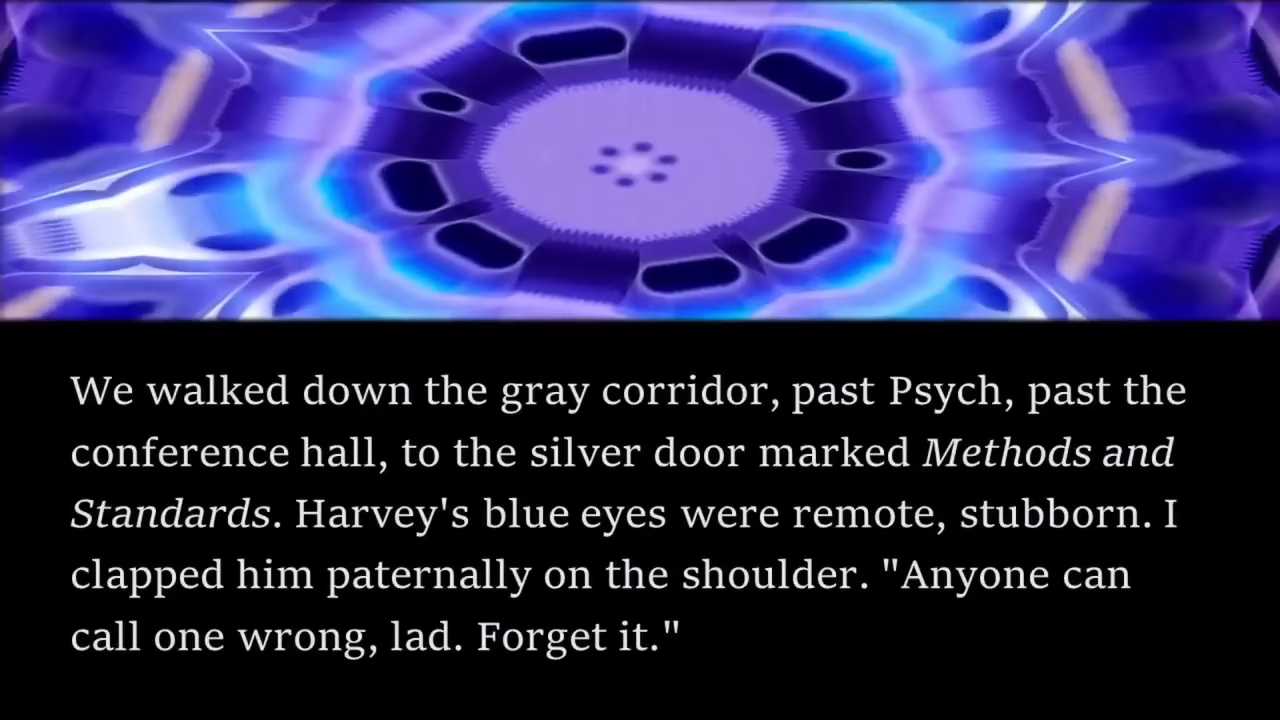 We walked down the gray corridor, past Psych, past the
conference hall, to the silver door marked Methods and
Standards. Harvey's blue eyes were remote, stubborn. I
clapped him paternally on the shoulder. "Anyone can
call one wrong, lad. Forget it."